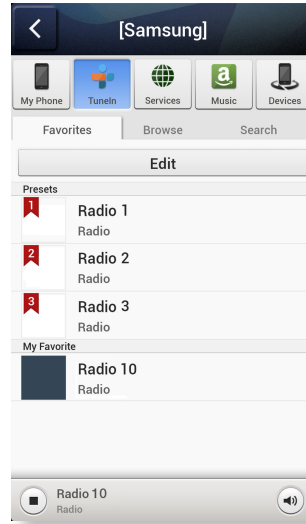 [Samsung]
My Phone TuneIn Services Music Devices
Favorites Browse Search
Edit
Presets
1
Radio 1
Radio
2
Radio 2
Radio
3
Radio 3
Radio
My Favorite
Radio 10
Radio
Radio 10
Radio